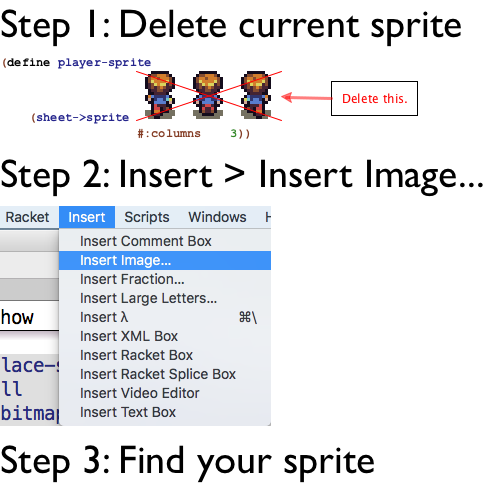 Step 1: Delete current sprite
(define player-sprite
Delete this.
(sheet->sprite
#:columns 3))
Step 2: Insert > Insert Image...
Racket Insert Scripts Windows H
Insert Comment Box
Insert Image...
Insert Fraction...
Insert Large Letters...
how
Insert λ ⌘\
Insert XML Box
lace-s
Insert Racket Box
Insert Racket Splice Box
ll
Insert Video Editor
bitmap
Insert Text Box
Step 3: Find your sprite